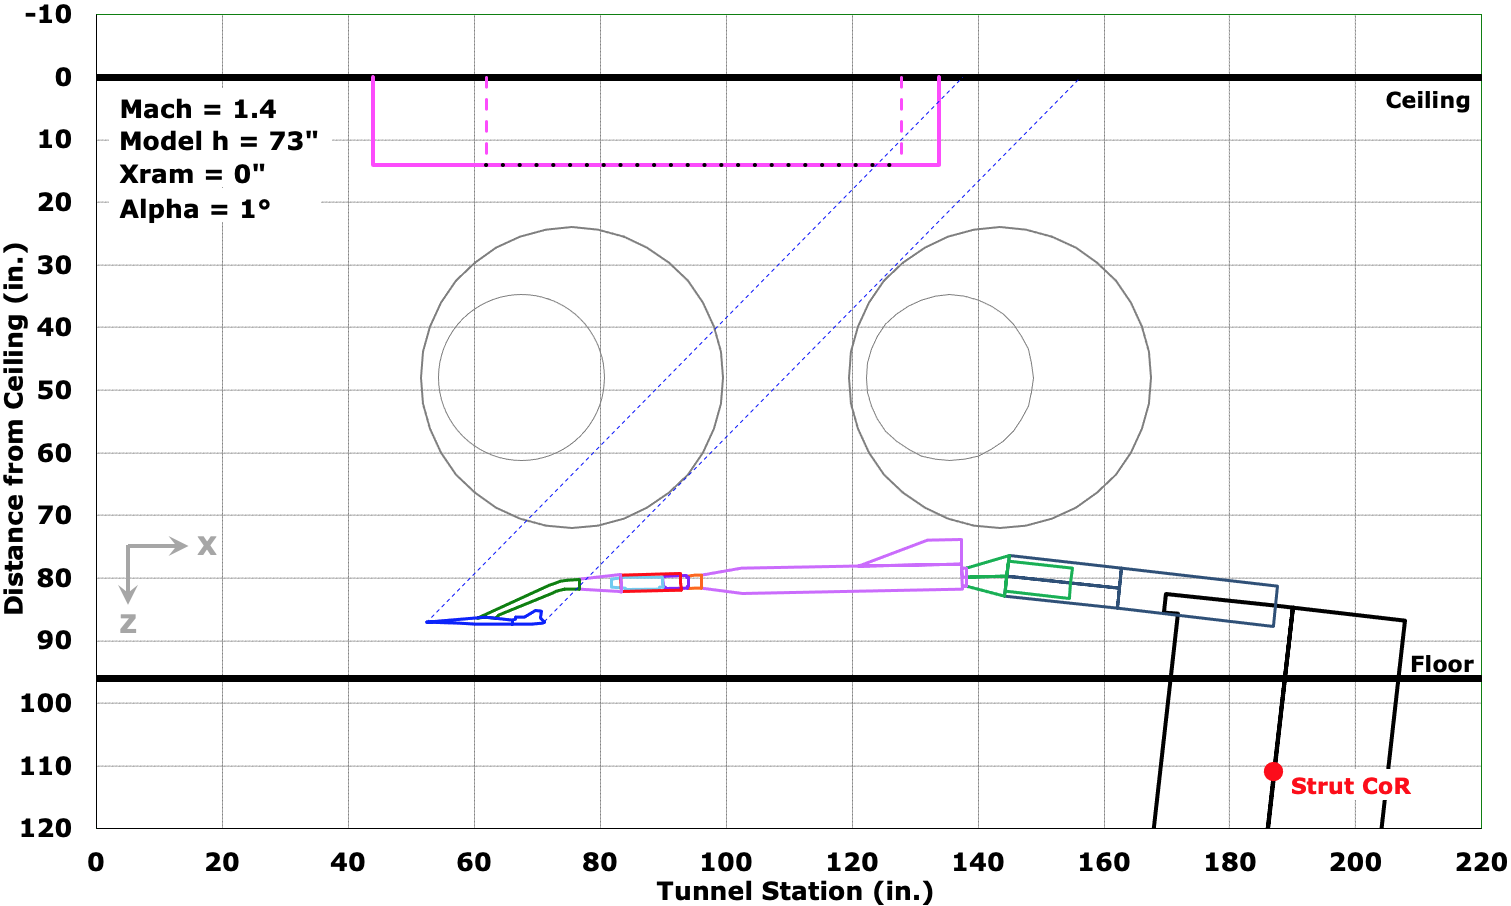 -10
0
Ceiling
Mach = 1.4
Model h = 73"
Xram = 0"
Alpha = 1°
10
20
30
40
50
60
70
80
90
100
110
120
Distance from Ceiling (in.)
X
Z
Floor
Strut CoR
0 20 40 60 80 100 120 140 160 180 200 220
Tunnel Station (in.)